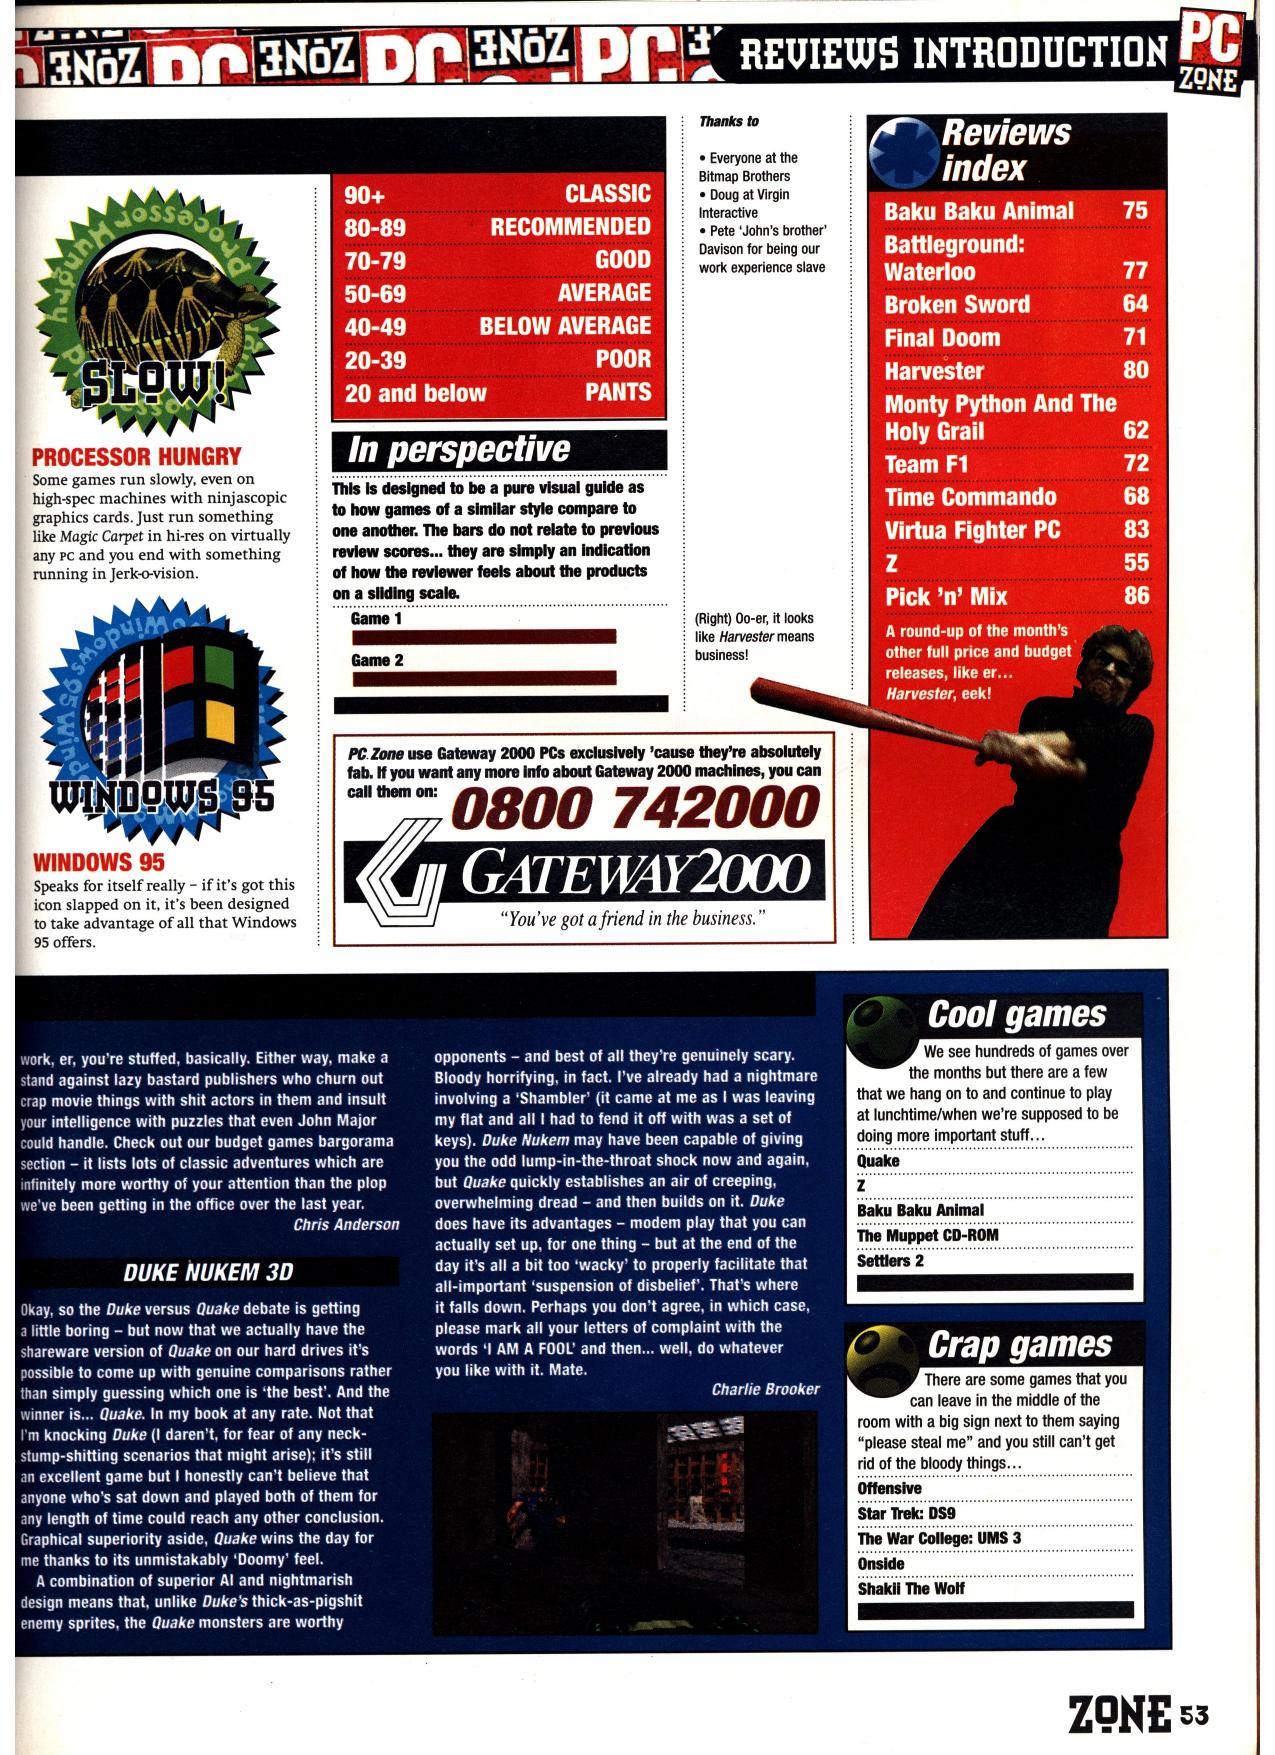 REVIEWS INTRODUCTION
PC
ZONE
Processor Hungry
SLOW!
PROCESSOR HUNGRY
Some games run slowly, even on
high-spec machines with ninjascopic
graphics cards. Just run something
like Magic Carpet in hi-res on virtually
any PC and you end with something
running in Jerk-o-vision.
Windows 95
WINDOWS 95
WINDOWS 95
Speaks for itself really – if it's got this
icon slapped on it, it's been designed
to take advantage of all that Windows
95 offers.
90+ CLASSIC
80-89 RECOMMENDED
70-79 GOOD
50-69 AVERAGE
40-49 BELOW AVERAGE
20-39 POOR
20 and below PANTS
In perspective
This is designed to be a pure visual guide as
to how games of a similar style compare to
one another. The bars do not relate to previous
review scores... they are simply an indication
of how the reviewer feels about the products
on a sliding scale.
Game 1
Game 2
Thanks to
• Everyone at the
Bitmap Brothers
• Doug at Virgin
Interactive
• Pete 'John's brother'
Davison for being our
work experience slave
(Right) Oo-er, it looks
like Harvester means
business!
PC Zone use Gateway 2000 PCs exclusively 'cause they're absolutely
fab. If you want any more info about Gateway 2000 machines, you can
call them on: 0800 742000
GATEWAY2000
"You've got a friend in the business."
Reviews
index
Baku Baku Animal 75
Battleground:
Waterloo 77
Broken Sword 64
Final Doom 71
Harvester 80
Monty Python And The
Holy Grail 62
Team F1 72
Time Commando 68
Virtua Fighter PC 83
Z 55
Pick 'n' Mix 86
A round-up of the month's
other full price and budget
releases, like er...
Harvester, eek!
work, er, you're stuffed, basically. Either way, make a
stand against lazy bastard publishers who churn out
crap movie things with shit actors in them and insult
your intelligence with puzzles that even John Major
could handle. Check out our budget games bargorama
section – it lists lots of classic adventures which are
infinitely more worthy of your attention than the plop
we've been getting in the office over the last year.
Chris Anderson
DUKE NUKEM 3D
Okay, so the Duke versus Quake debate is getting
a little boring – but now that we actually have the
shareware version of Quake on our hard drives it's
possible to come up with genuine comparisons rather
than simply guessing which one is 'the best'. And the
winner is... Quake. In my book at any rate. Not that
I'm knocking Duke (I daren't, for fear of any neck-
stump-shitting scenarios that might arise); it's still
an excellent game but I honestly can't believe that
anyone who's sat down and played both of them for
any length of time could reach any other conclusion.
Graphical superiority aside, Quake wins the day for
me thanks to its unmistakably 'Doomy' feel.
A combination of superior AI and nightmarish
design means that, unlike Duke's thick-as-pigshit
enemy sprites, the Quake monsters are worthy
opponents – and best of all they're genuinely scary.
Bloody horrifying, in fact. I've already had a nightmare
involving a 'Shambler' (it came at me as I was leaving
my flat and all I had to fend it off with was a set of
keys). Duke Nukem may have been capable of giving
you the odd lump-in-the-throat shock now and again,
but Quake quickly establishes an air of creeping,
overwhelming dread – and then builds on it. Duke
does have its advantages – modem play that you can
actually set up, for one thing – but at the end of the
day it's all a bit too 'wacky' to properly facilitate that
all-important 'suspension of disbelief'. That's where
it falls down. Perhaps you don't agree, in which case,
please mark all your letters of complaint with the
words 'I AM A FOOL' and then... well, do whatever
you like with it. Mate.
Charlie Brooker
Cool games
We see hundreds of games over
the months but there are a few
that we hang on to and continue to play
at lunchtime/when we're supposed to be
doing more important stuff...
Quake
Z
Baku Baku Animal
The Muppet CD-ROM
Settlers 2
Crap games
There are some games that you
can leave in the middle of the
room with a big sign next to them saying
"please steal me" and you still can't get
rid of the bloody things...
Offensive
Star Trek: DS9
The War College: UMS 3
Onside
Shakii The Wolf
ZONE 53